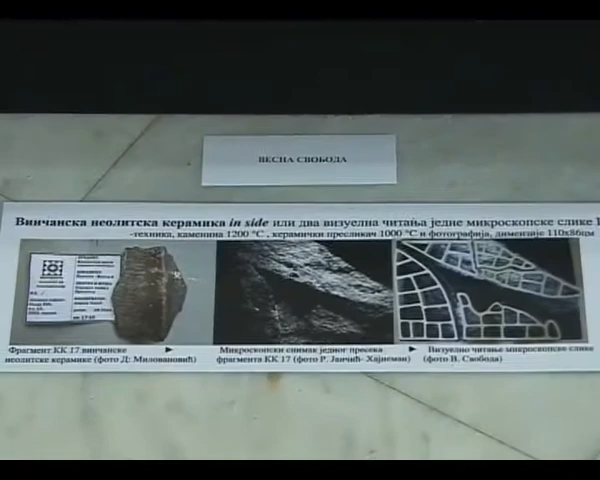 ВЕСНА СВОБОДА
Винчанска неолитска керамика in side или два визуелна читања једне микроскопске слике
-техника, каменина 1200 °C, керамички пресликач 1000 °C и фотографија, димензије 110x86цм
Фрагмент КК 17 винчанске
неолитске керамике (фото Д: Миловановић)
Микроскопски снимак једног пресека
фрагмента КК 17 (фото Р. Јанчић- Хајнеман)
Визуелно читање микроскопске слике
(фото В. Свобода)